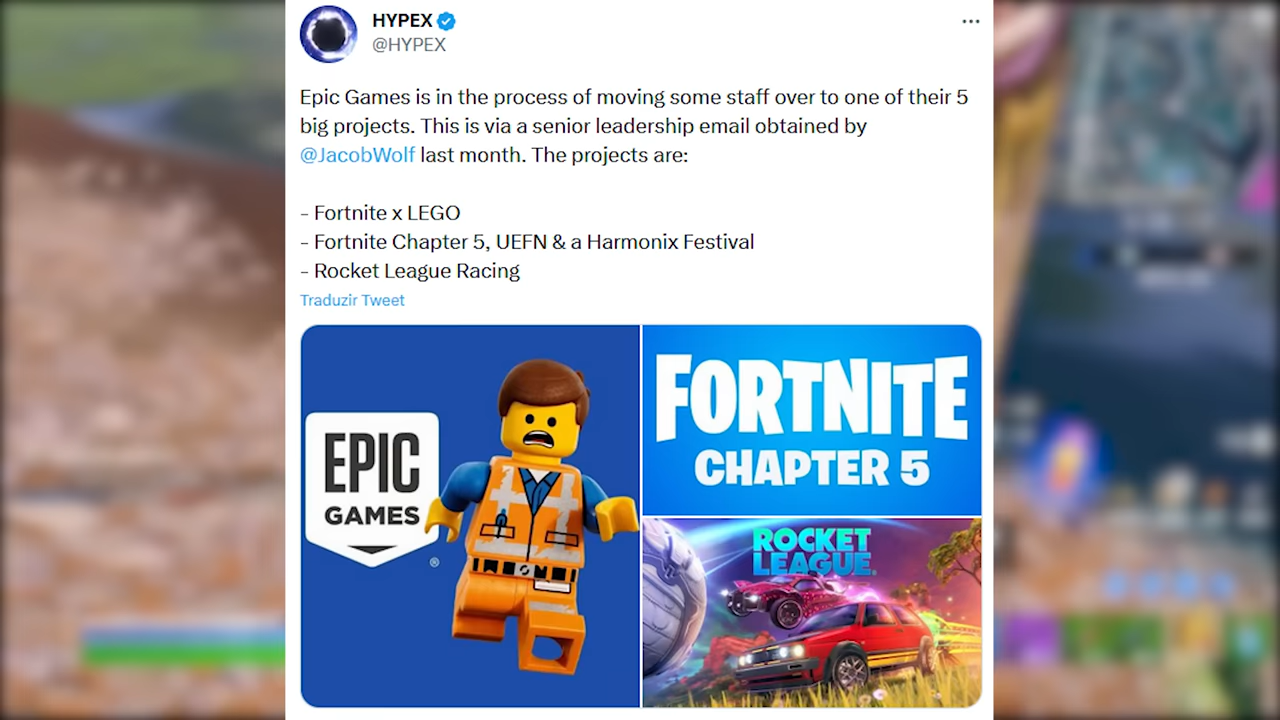 HYPEX
@HYPEX
Epic Games is in the process of moving some staff over to one of their 5
big projects. This is via a senior leadership email obtained by
@JacobWolf last month. The projects are:
- Fortnite x LEGO
- Fortnite Chapter 5, UEFN & a Harmonix Festival
- Rocket League Racing
Traduzir Tweet
EPIC
GAMES
®
FORTNITE
CHAPTER 5
ROCKET
LEAGUE